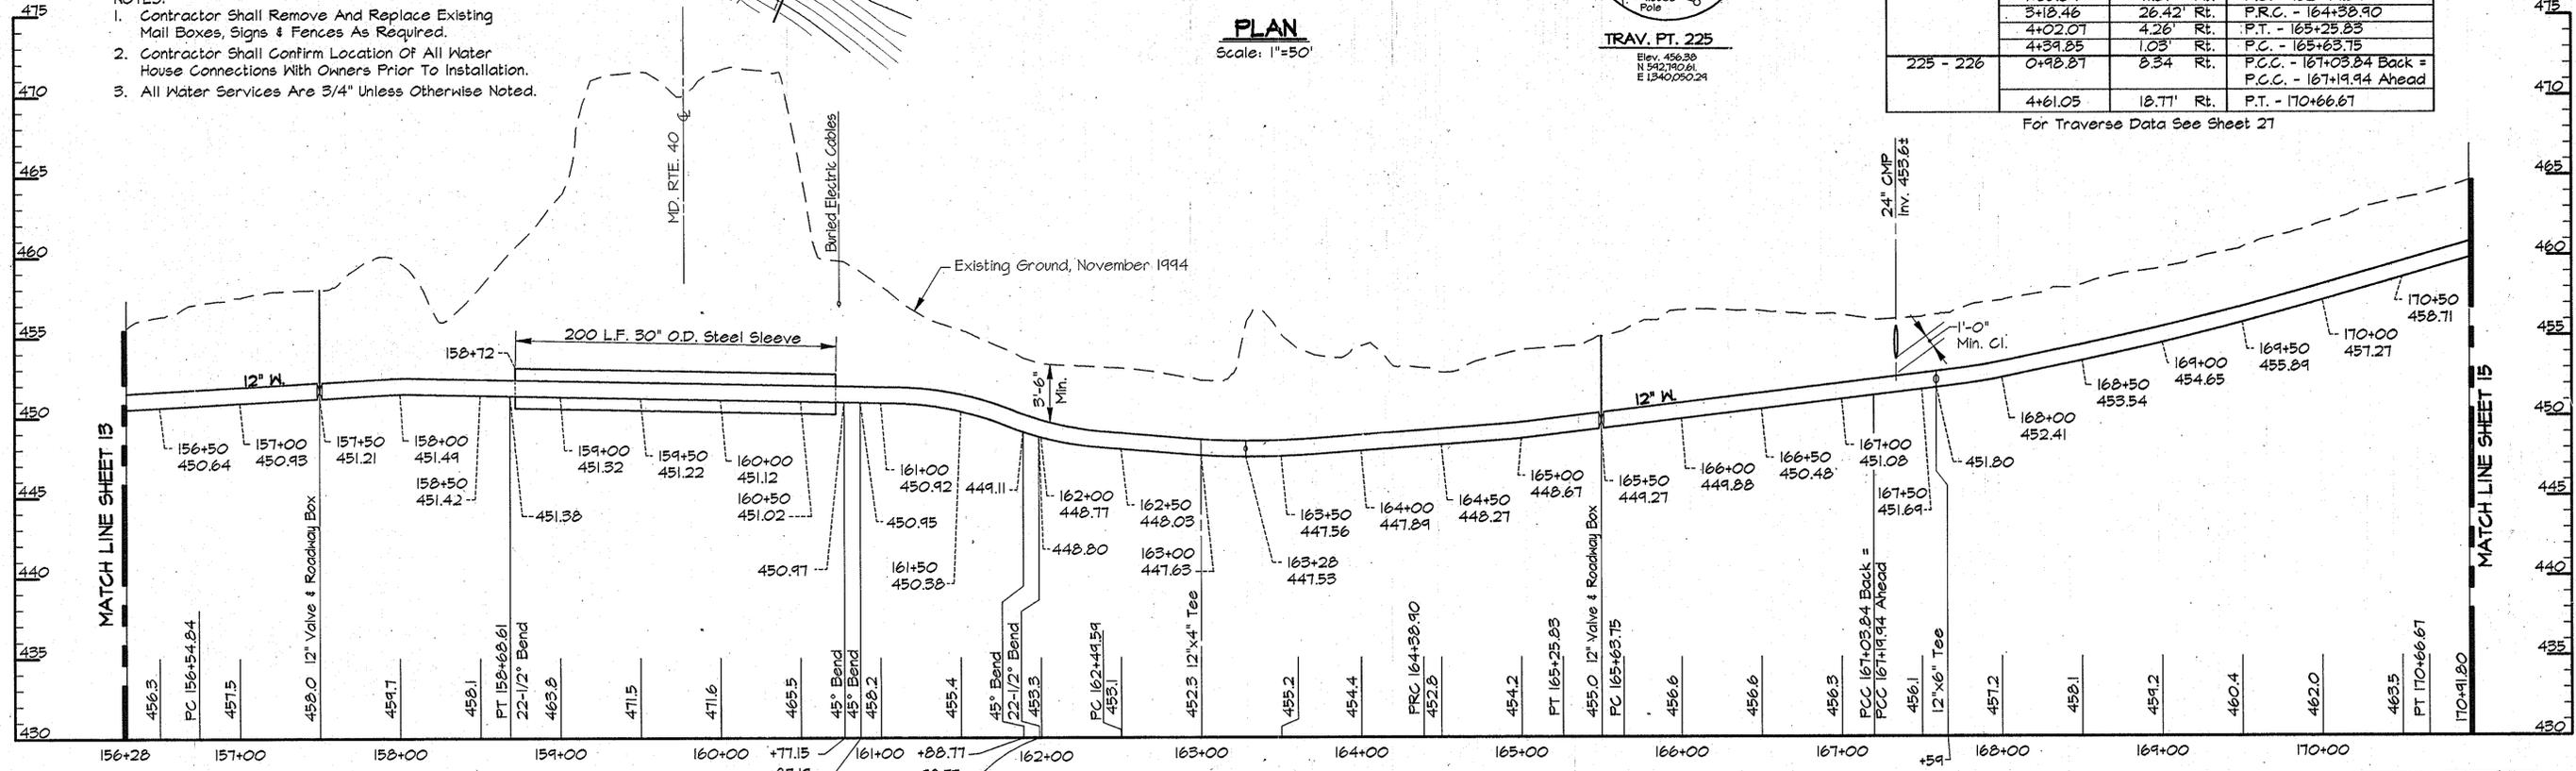 NOTES:
1. Contractor Shall Remove And Replace Existing
Mail Boxes, Signs & Fences As Required.
2. Contractor Shall Confirm Location Of All Water
House Connections With Owners Prior To Installation.
3. All Water Services Are 3/4" Unless Otherwise Noted.
PLAN
Scale: 1"=50'
Pole
TRAV. PT. 225
Elev. 456.38
N 592,790.61
E 1,340,050.29
3+18.46 26.42' Rt. P.R.C. - 164+38.90
4+02.07 4.26' Rt. P.T. - 165+25.83
4+39.85 1.03' Rt. P.C. - 165+63.75
225 - 226 0+98.87 8.34 Rt. P.C.C. - 167+03.84 Back =
P.C.C. - 167+19.94 Ahead
4+61.05 18.77' Rt. P.T. - 170+66.67
For Traverse Data See Sheet 27
475
470
465
460
455
450
445
440
435
430
475
470
465
460
455
450
445
440
435
430
MATCH LINE SHEET 13
MATCH LINE SHEET 15
MD. RTE. 40 ℄
Buried Electric Cables
Existing Ground, November 1994
24" CMP
Inv. 453.6±
1'-0"
Min. Cl.
200 L.F. 30" O.D. Steel Sleeve
158+72
12" W.
3'-6"
Min.
12" W.
156+50
450.64
157+00
450.93
157+50
451.21
158+00
451.49
158+50
451.42
451.38
159+00
451.32
159+50
451.22
160+00
451.12
160+50
451.02
450.97
450.95
161+00
450.92
161+50
450.38
449.11
448.80
162+00
448.77
162+50
448.03
163+00
447.63
163+28
447.53
163+50
447.56
164+00
447.89
164+50
448.27
165+00
448.67
165+50
449.27
166+00
449.88
166+50
450.48
167+00
451.08
167+50
451.69
451.80
168+00
452.41
168+50
453.54
169+00
454.65
169+50
455.89
170+00
457.27
170+50
458.71
456.3
PC 156+54.84
457.5
458.0 12" Valve & Roadway Box
459.7
458.1
PT 158+68.61
22-1/2° Bend
463.8
471.5
471.6
465.5
45° Bend
45° Bend
458.2
455.4
45° Bend
22-1/2° Bend
453.3
PC 162+49.59
453.1
452.3 12"x4" Tee
455.2
454.4
PRC 164+38.90
452.8
454.2
PT 165+25.83
455.0 12" Valve & Roadway Box
PC 165+63.75
456.6
456.6
456.3
PCC 167+03.84 Back =
PCC 167+19.94 Ahead
456.1
12"x6" Tee
457.2
458.1
459.2
460.4
462.0
463.5
PT 170+66.67
170+91.80
156+28
157+00
158+00
159+00
160+00
+77.15
161+00
+88.77
162+00
163+00
164+00
165+00
166+00
167+00
+59
168+00
169+00
170+00